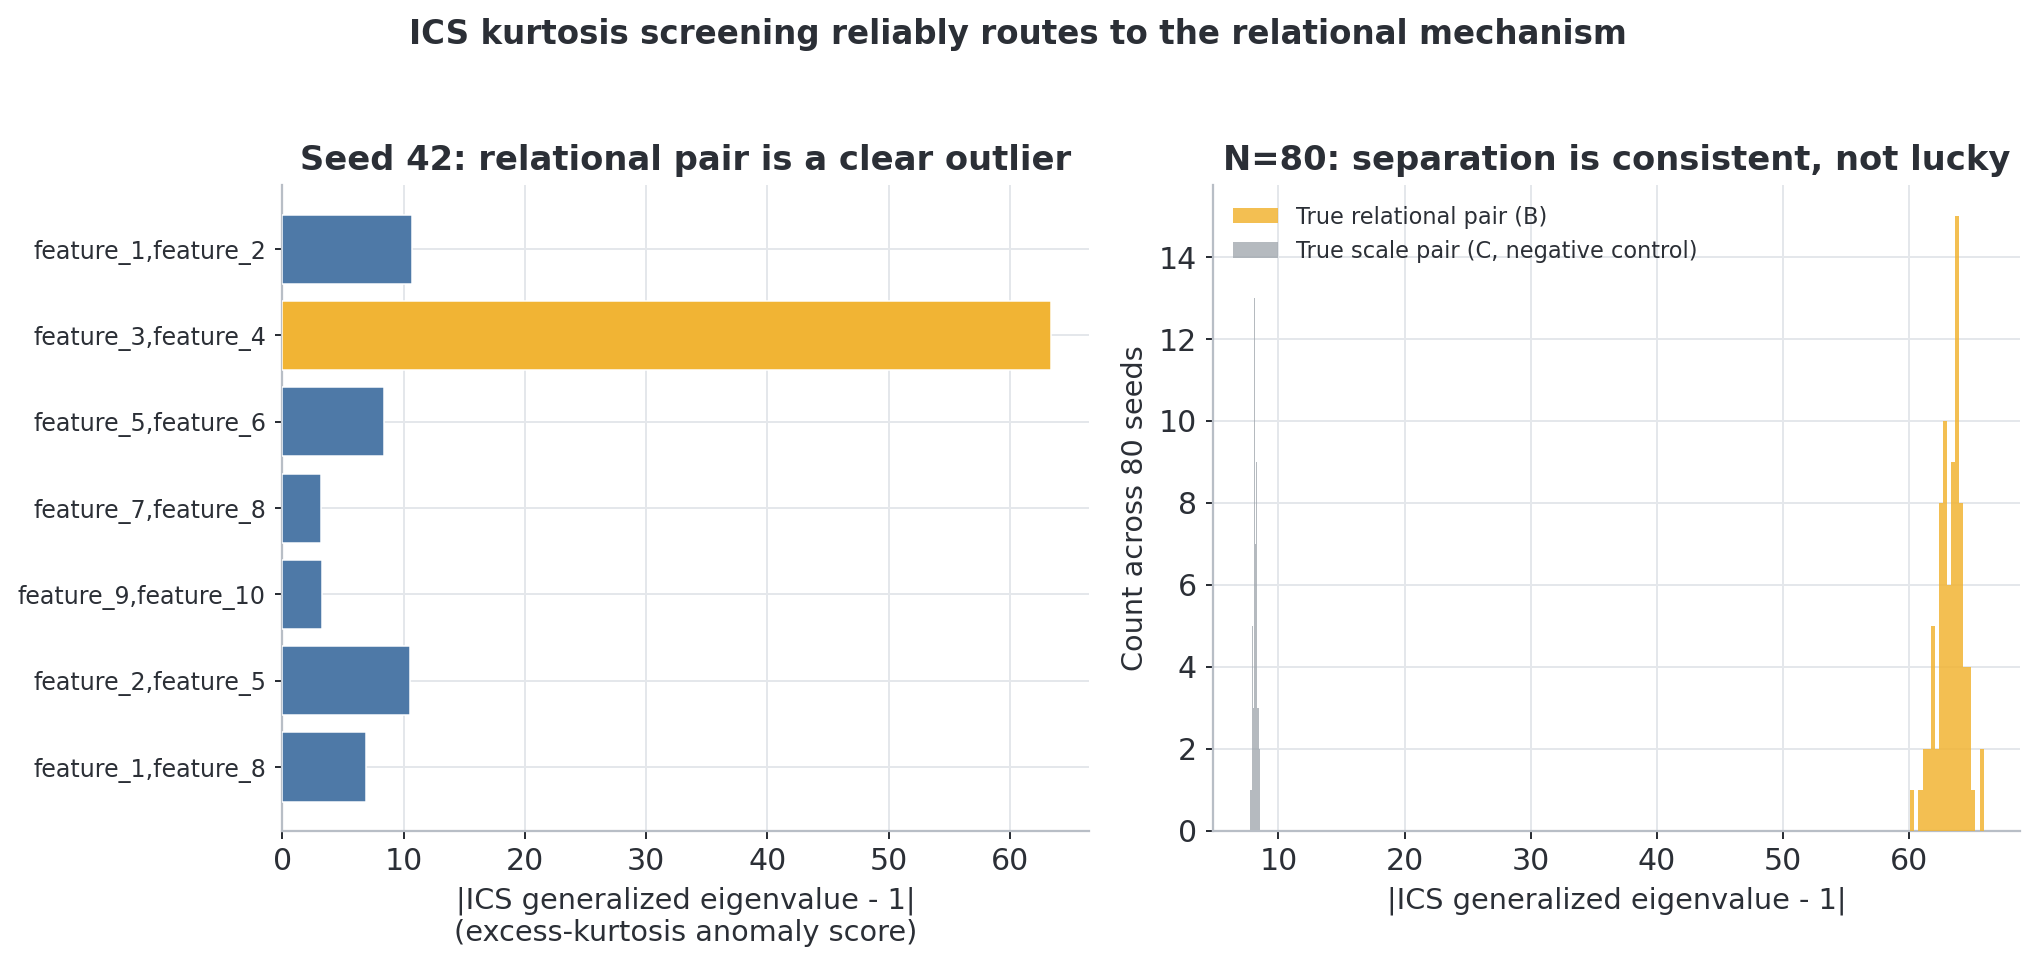 ICS kurtosis screening reliably routes to the relational mechanism
Seed 42: relational pair is a clear outlier
feature_1,feature_2
feature_3,feature_4
feature_5,feature_6
feature_7,feature_8
feature_9,feature_10
feature_2,feature_5
feature_1,feature_8
0 10 20 30 40 50 60
|ICS generalized eigenvalue - 1|
(excess-kurtosis anomaly score)
N=80: separation is consistent, not lucky
True relational pair (B)
True scale pair (C, negative control)
Count across 80 seeds
14
12
10
8
6
4
2
0
10 20 30 40 50 60
|ICS generalized eigenvalue - 1|